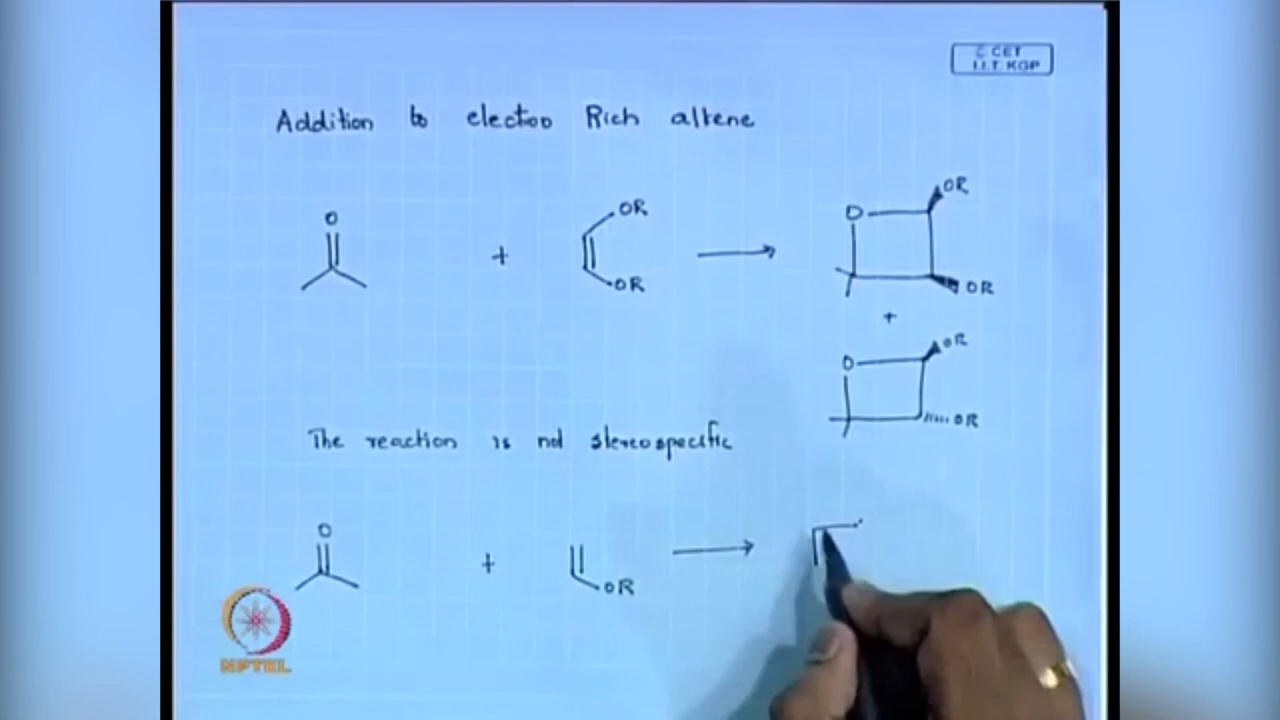 © CET
I.I.T. KGP
Addition to electroo Rich alkene
O + OR OR → O OR OR
+
O OR OR
The reaction is not stereospecific
O + OR →
NPTEL